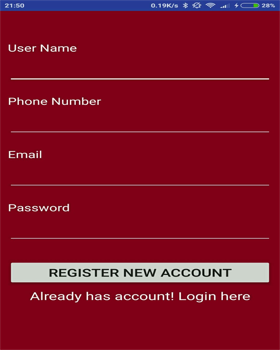 21:50 0.19K/s 28%
User Name
Phone Number
Email
Password
REGISTER NEW ACCOUNT
Already has account! Login here